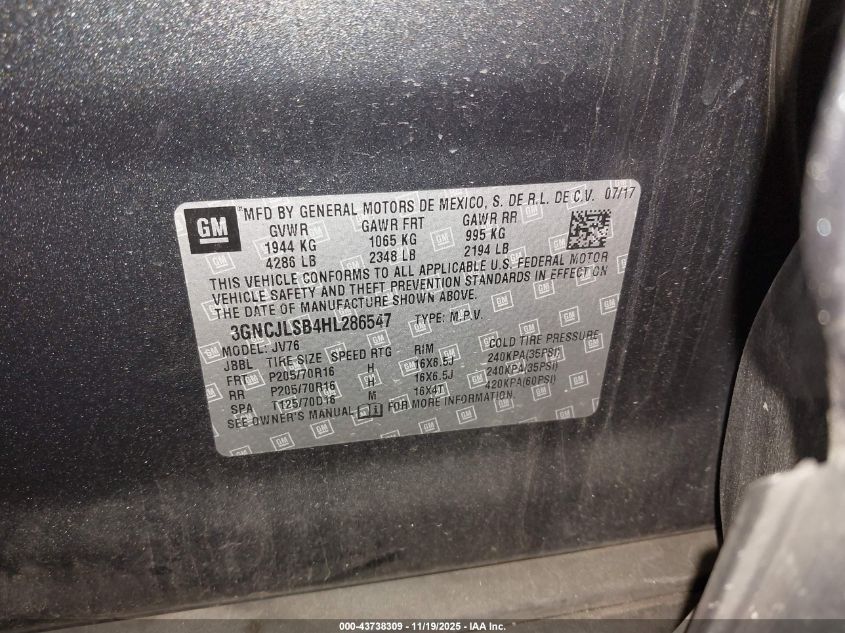 GM
MFD BY GENERAL MOTORS DE MEXICO, S. DE R.L. DE C.V. 07/17
GVWR GAWR FRT GAWR RR
1944 KG 1065 KG 995 KG
4286 LB 2348 LB 2194 LB
THIS VEHICLE CONFORMS TO ALL APPLICABLE U.S. FEDERAL MOTOR
VEHICLE SAFETY AND THEFT PREVENTION STANDARDS IN EFFECT ON
THE DATE OF MANUFACTURE SHOWN ABOVE.
3GNCJLSB4HL286547 TYPE: M.P.V.
MODEL: JV76
JBBL TIRE SIZE SPEED RTG RIM COLD TIRE PRESSURE
FRT P205/70R16 H 16X6.5J 240KPA(35PSI)
RR P205/70R16 H 16X6.5J 240KPA(35PSI)
SPA T125/70D16 M 16X4T 420KPA(60PSI)
SEE OWNER'S MANUAL i FOR MORE INFORMATION.
000-43738309 - 11/19/2025 - IAA Inc.